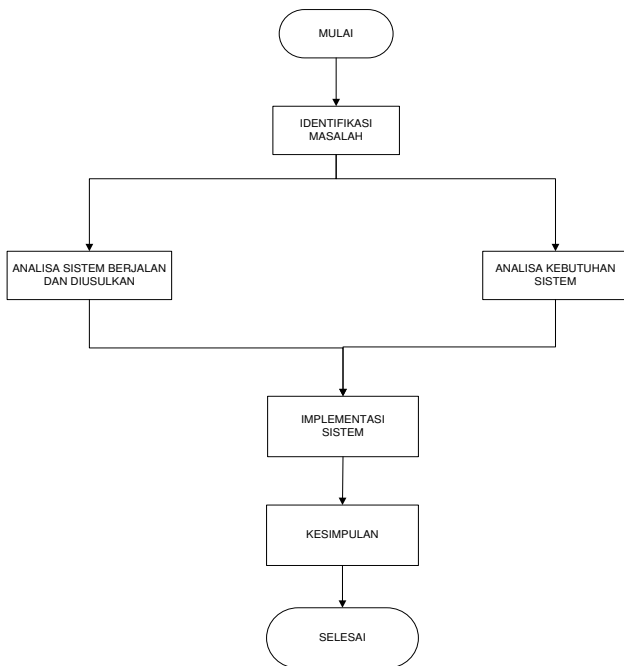 MULAI
IDENTIFIKASI
MASALAH
ANALISA SISTEM BERJALAN
DAN DIUSULKAN
ANALISA KEBUTUHAN
SISTEM
IMPLEMENTASI
SISTEM
KESIMPULAN
SELESAI